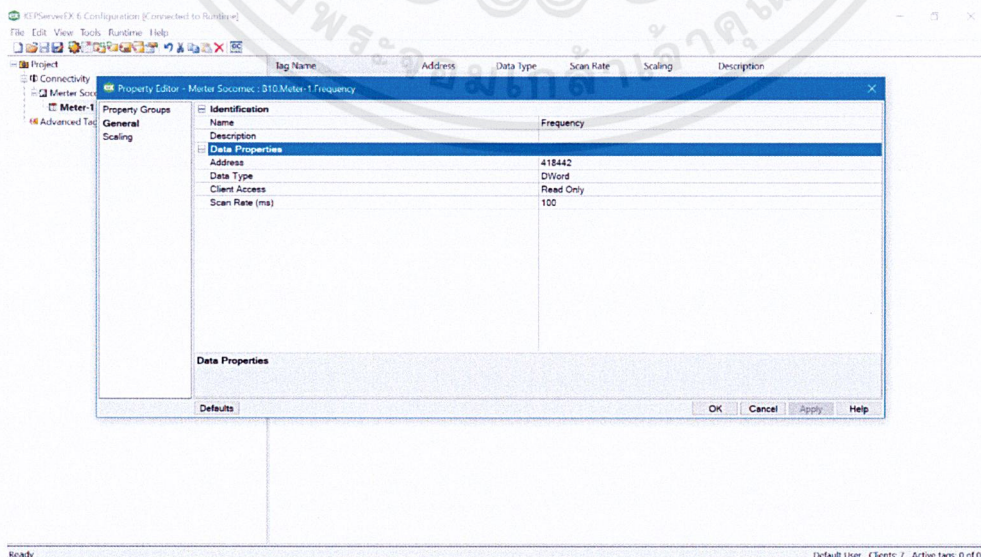 KEPServerEX 6 Configuration [Connected to Runtime]
File Edit View Tools Runtime Help
Project
Connectivity
Merter Soco
Meter-1
Advanced Tag
Tag Name Address Data Type Scan Rate Scaling Description
Property Editor - Merter Socomec : B10.Meter-1.Frequency
Property Groups
General
Scaling
Identification
Name Frequency
Description
Data Properties
Address 418442
Data Type DWord
Client Access Read Only
Scan Rate (ms) 100
Data Properties
Defaults OK Cancel Apply Help
Ready Default User Clients: 7 Active tags: 0 of 0